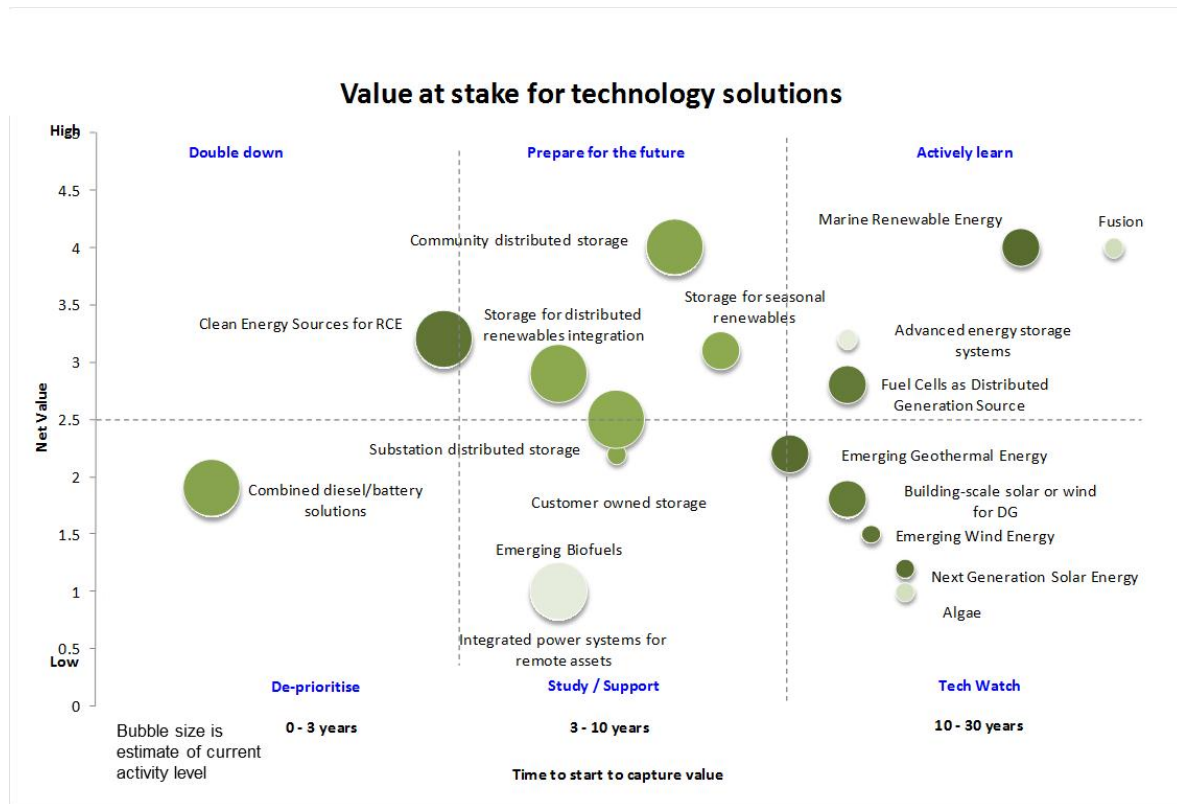 Value at stake for technology solutions
High
5
Double down
Prepare for the future
Actively learn
4.5
Marine Renewable Energy
Fusion
4
Community distributed storage
3.5
Storage for seasonal
renewables
Clean Energy Sources for RCE
Storage for distributed
renewables integration
Advanced energy storage
systems
3
Fuel Cells as Distributed
Generation Source
Net Value
2.5
Substation distributed storage
Emerging Geothermal Energy
2
Combined diesel/battery
solutions
Customer owned storage
Building-scale solar or wind
for DG
1.5
Emerging Wind Energy
Emerging Biofuels
Next Generation Solar Energy
1
Algae
Integrated power systems for
remote assets
0.5
Low
De-prioritise
Study / Support
Tech Watch
0
0 - 3 years
3 - 10 years
10 - 30 years
Bubble size is
estimate of current
activity level
Time to start to capture value